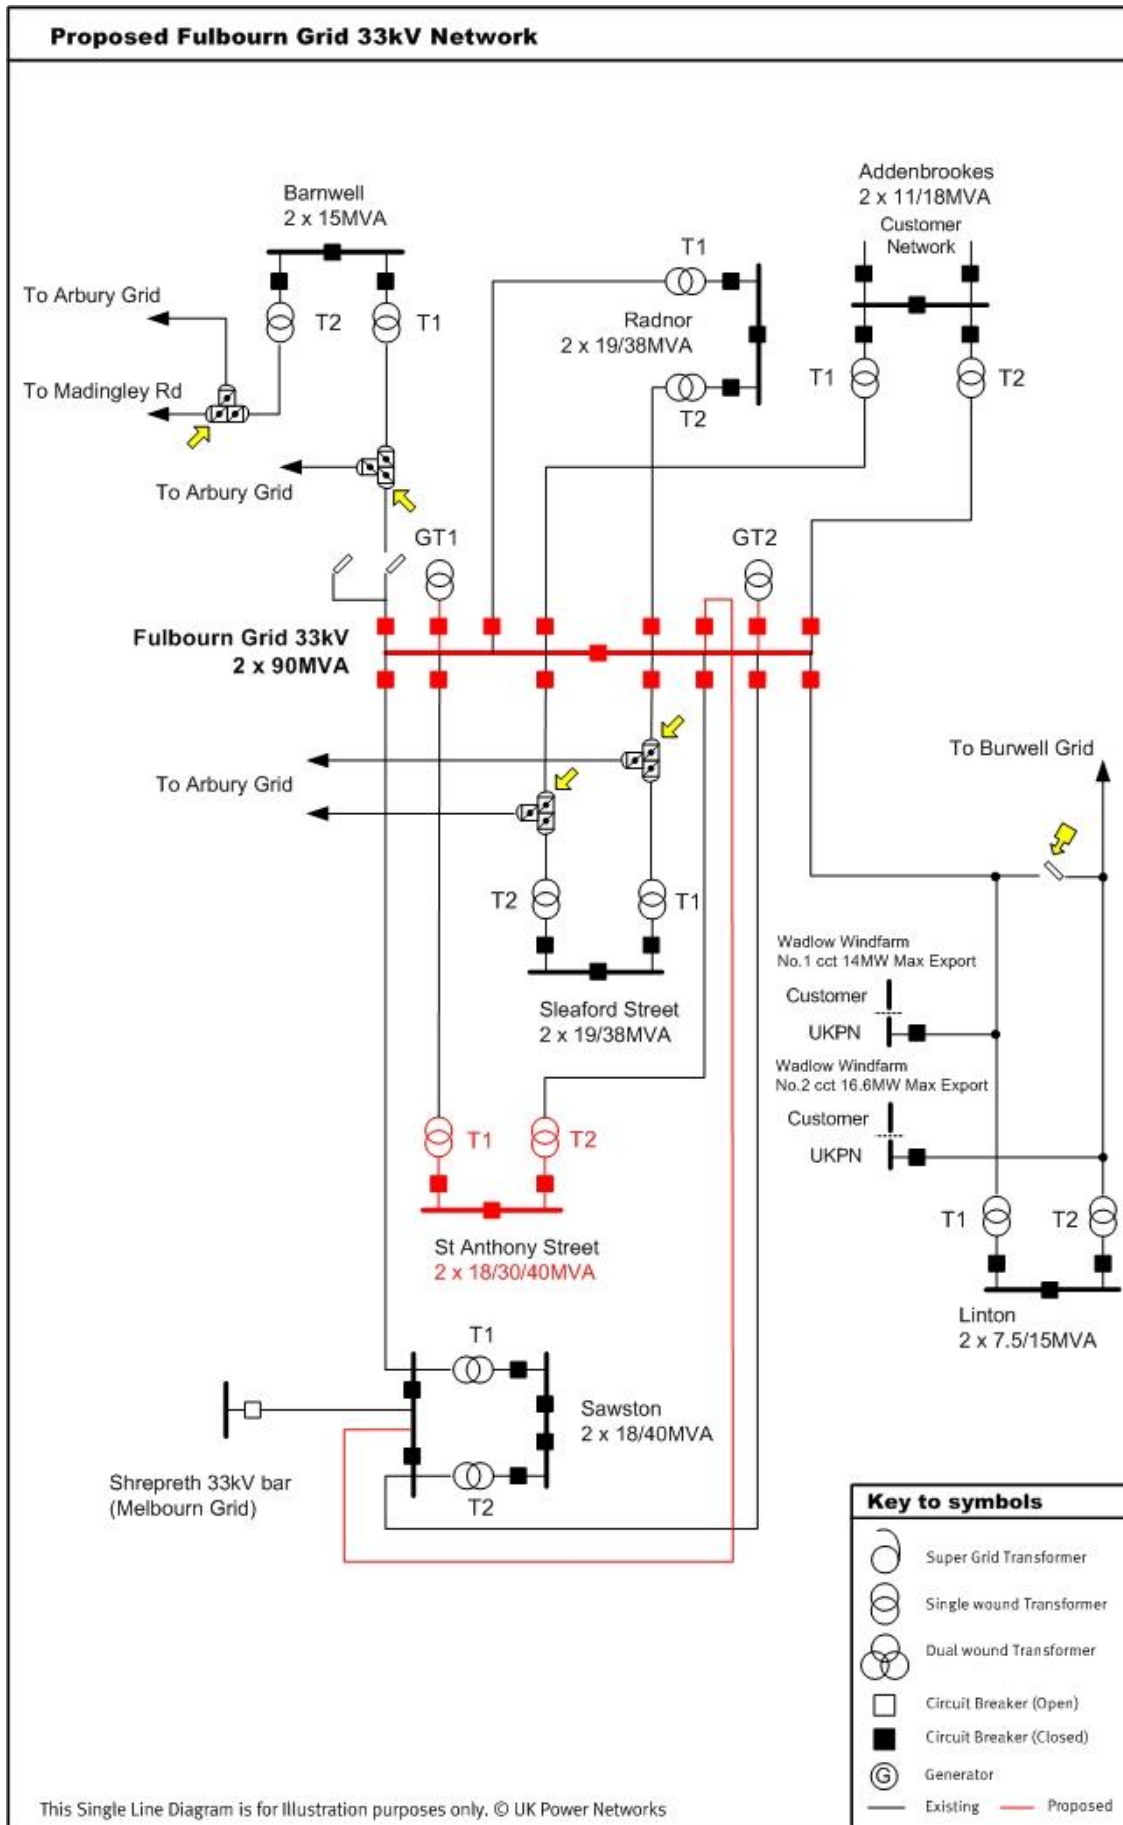 Proposed Fulbourn Grid 33kV Network
Barnwell
2 x 15MVA
Addenbrookes
2 x 11/18MVA
Customer
Network
T1
To Arbury Grid
T2
T1
Radnor
2 x 19/38MVA
T1
T2
To Madingley Rd
T2
To Arbury Grid
GT1
GT2
Fulbourn Grid 33kV
2 x 90MVA
To Burwell Grid
To Arbury Grid
T2
T1
Wadlow Windfarm
No.1 cct 14MW Max Export
Customer
UKPN
Sleaford Street
2 x 19/38MVA
Wadlow Windfarm
No.2 cct 16.6MW Max Export
Customer
UKPN
T1
T2
T1
T2
St Anthony Street
2 x 18/30/40MVA
Linton
2 x 7.5/15MVA
T1
Sawston
2 x 18/40MVA
Shrepreth 33kV bar
(Melbourn Grid)
T2
Key to symbols
Super Grid Transformer
Single wound Transformer
Dual wound Transformer
Circuit Breaker (Open)
Circuit Breaker (Closed)
G Generator
Existing Proposed
This Single Line Diagram is for Illustration purposes only. © UK Power Networks